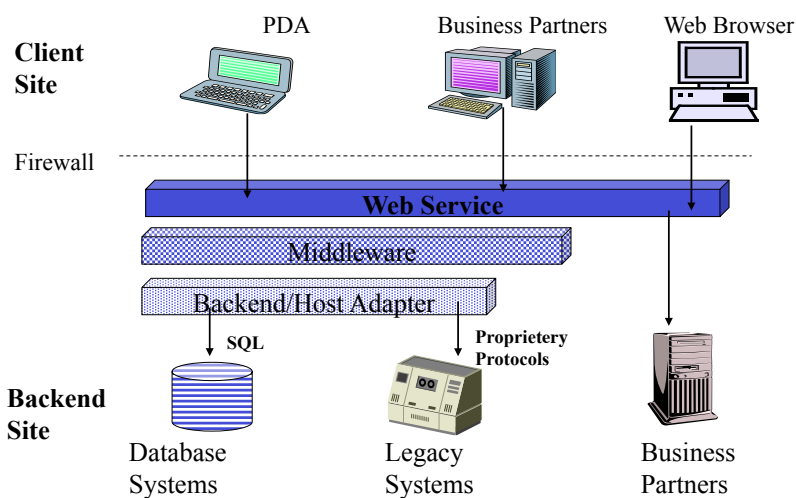 PDA
Business Partners
Web Browser
Client
Site
Firewall
Web Service
Middleware
Backend/Host Adapter
SQL
Proprietery
Protocols
Backend
Site
Database
Systems
Legacy
Systems
Business
Partners